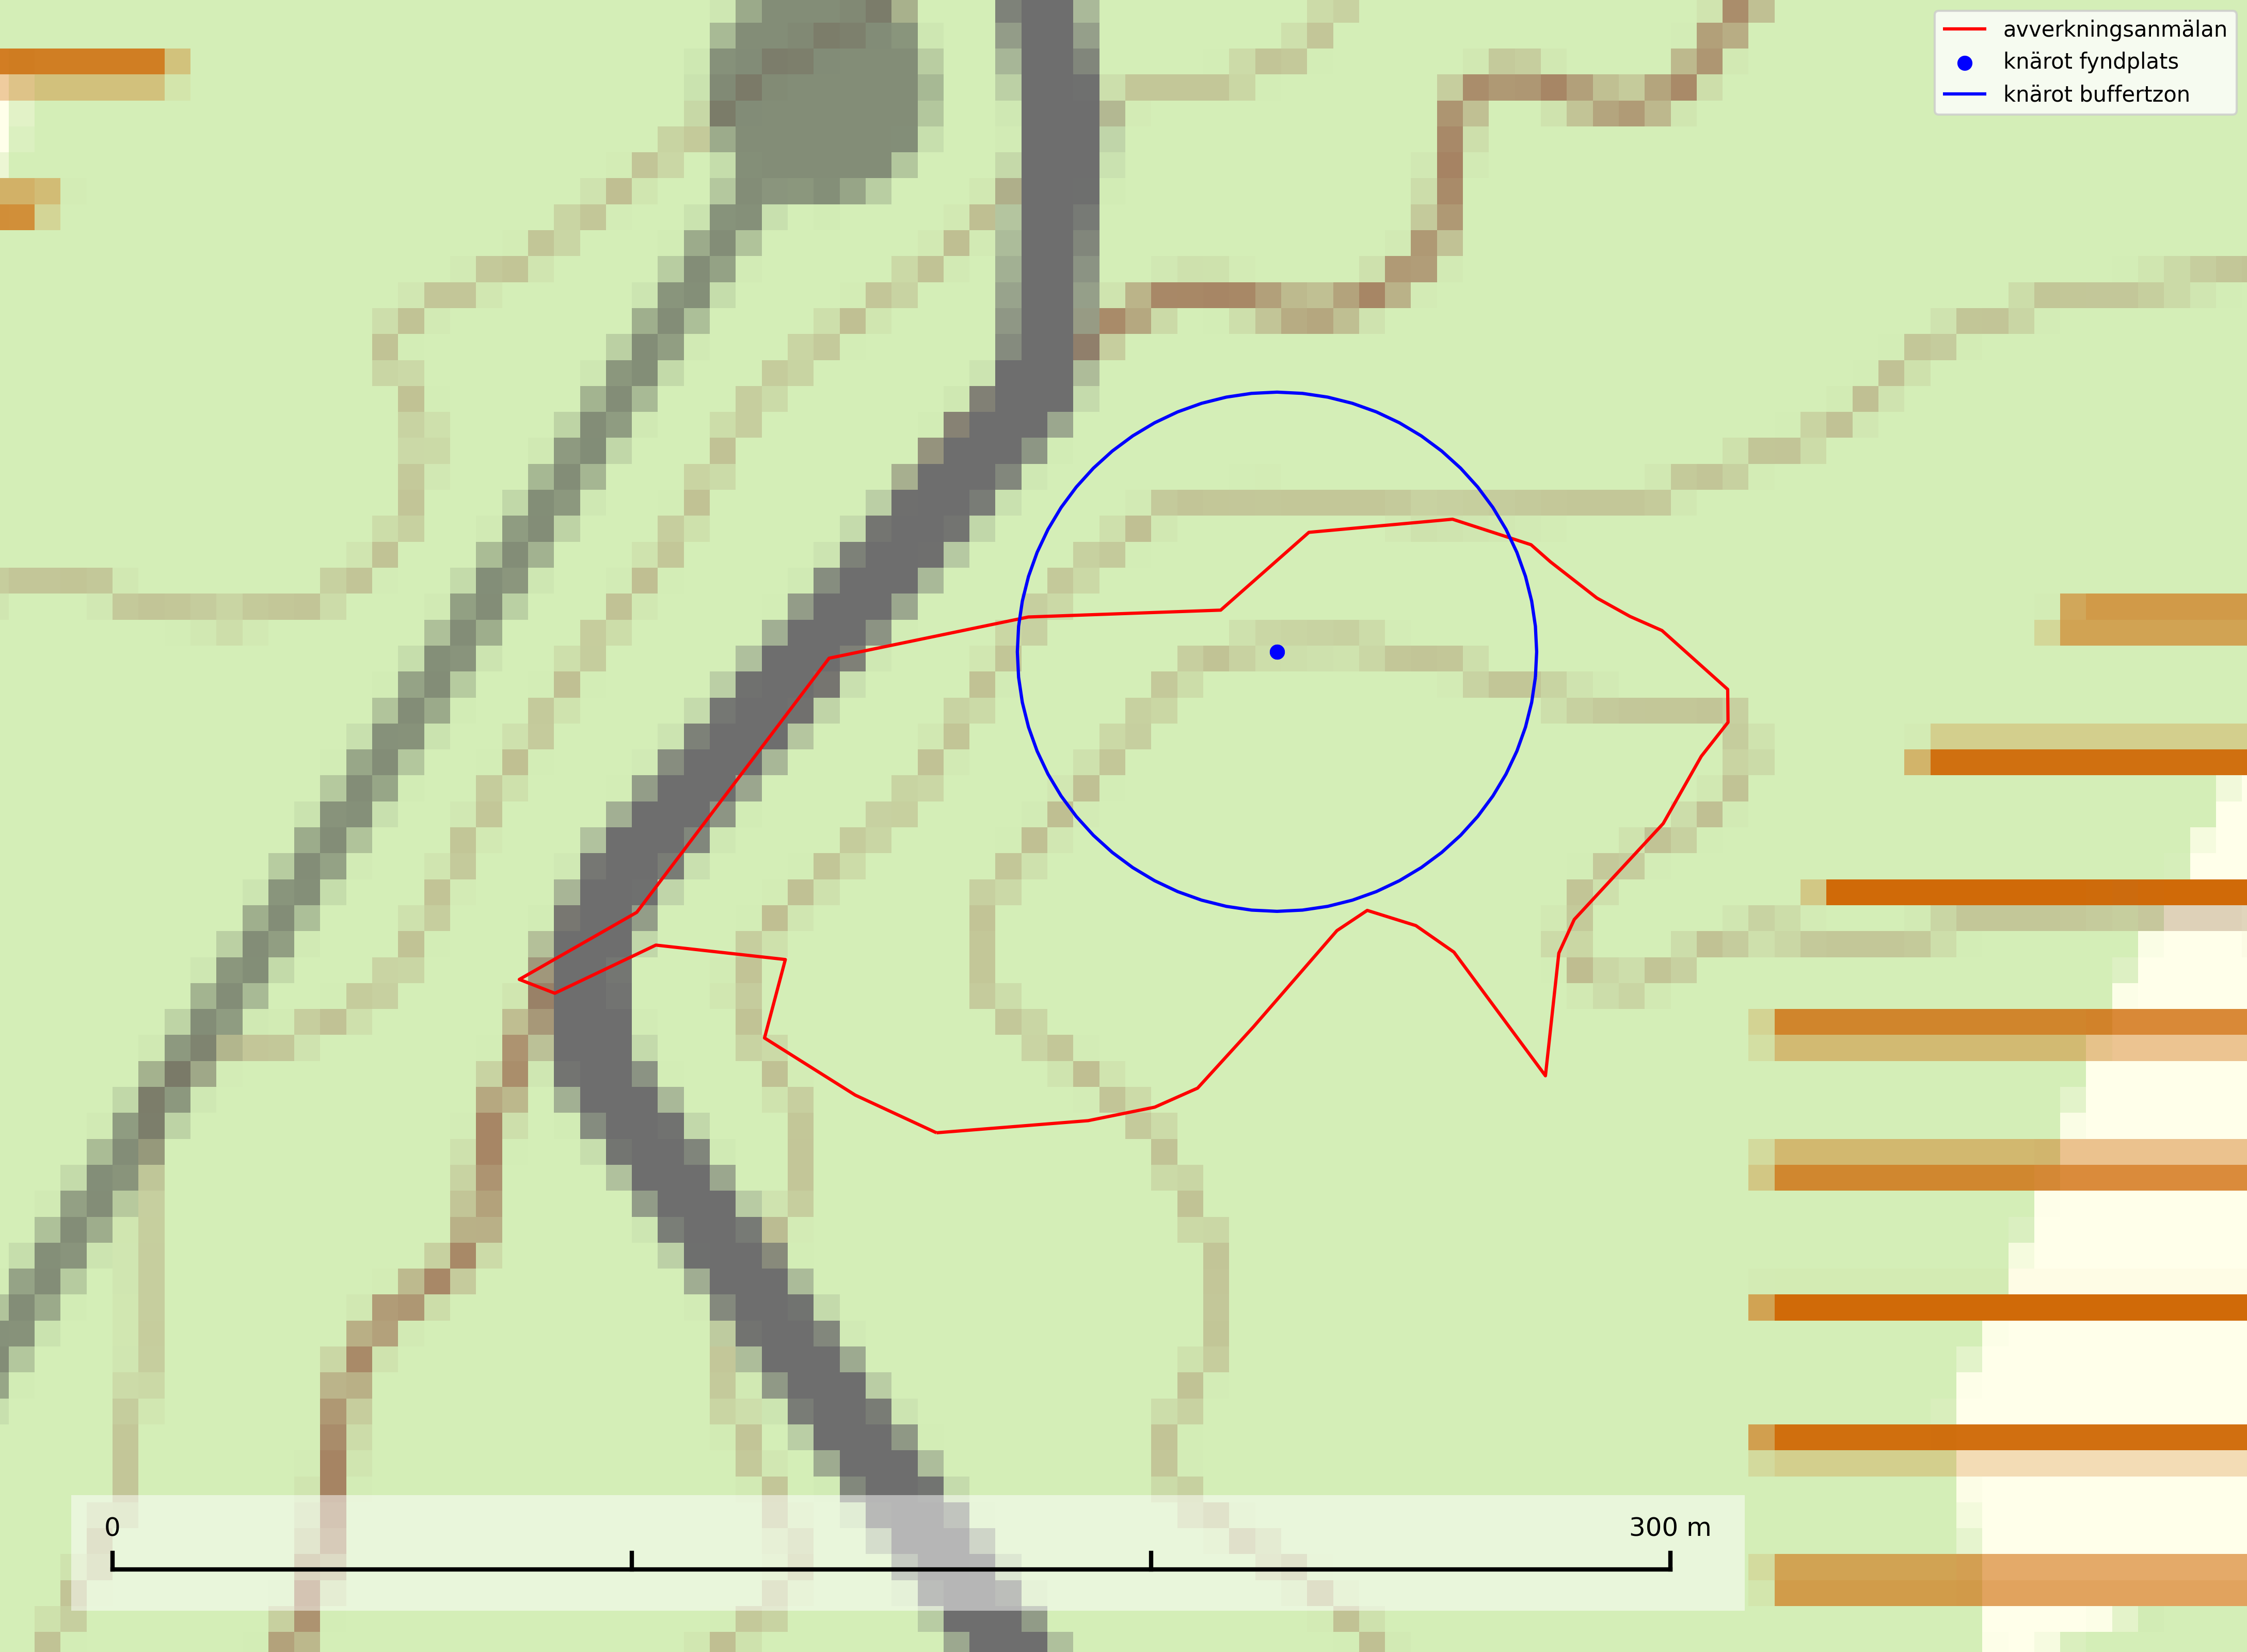 avverkningsanmälan
knärot fyndplats
knärot buffertzon
0
300 m